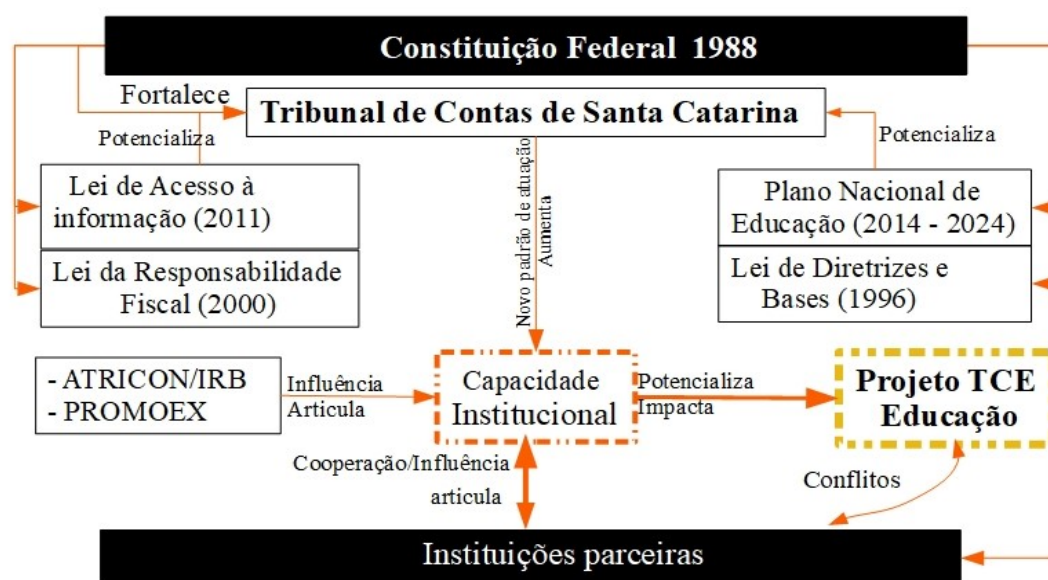 Constituição Federal 1988
Fortalece
Tribunal de Contas de Santa Catarina
Potencializa
Potencializa
Lei de Acesso à
informação (2011)
Lei da Responsabilidade
Fiscal (2000)
Novo padrão de atuação
Aumenta
Plano Nacional de
Educação (2014 - 2024)
Lei de Diretrizes e
Bases (1996)
- ATRICON/IRB
- PROMOEX
Influência
Articula
Capacidade
Institucional
Potencializa
Impacta
Projeto TCE
Educação
Cooperação/Influência
articula
Conflitos
Instituições parceiras